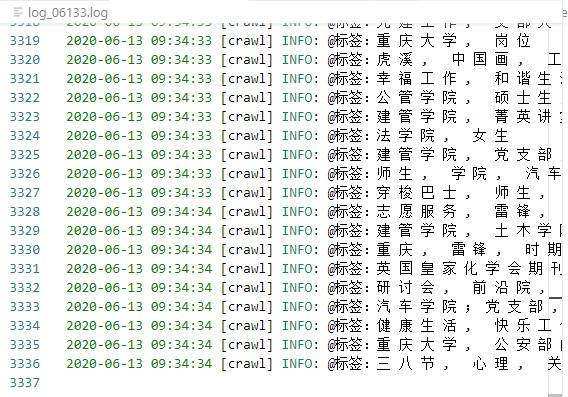 log_06133.log
3319 2020-06-13 09:34:33 [crawl] INFO: @标签：重庆大学， 岗位
3320 2020-06-13 09:34:33 [crawl] INFO: @标签：虎溪， 中国画， 工
3321 2020-06-13 09:34:33 [crawl] INFO: @标签：幸福工作， 和谐生
3322 2020-06-13 09:34:33 [crawl] INFO: @标签：公管学院， 硕士生
3323 2020-06-13 09:34:33 [crawl] INFO: @标签：建管学院， 菁英讲
3324 2020-06-13 09:34:33 [crawl] INFO: @标签：法学院， 女生
3325 2020-06-13 09:34:33 [crawl] INFO: @标签：建管学院， 党支部
3326 2020-06-13 09:34:33 [crawl] INFO: @标签：师生， 学院， 汽车
3327 2020-06-13 09:34:33 [crawl] INFO: @标签：穿梭巴士， 师生，
3328 2020-06-13 09:34:34 [crawl] INFO: @标签：志愿服务， 雷锋，
3329 2020-06-13 09:34:34 [crawl] INFO: @标签：建管学院， 土木学
3330 2020-06-13 09:34:34 [crawl] INFO: @标签：重庆， 雷锋， 时期
3331 2020-06-13 09:34:34 [crawl] INFO: @标签：英国皇家化学会期刊
3332 2020-06-13 09:34:34 [crawl] INFO: @标签：研讨会， 前沿院，
3333 2020-06-13 09:34:34 [crawl] INFO: @标签：汽车学院；党支部，
3334 2020-06-13 09:34:34 [crawl] INFO: @标签：健康生活， 快乐工
3335 2020-06-13 09:34:34 [crawl] INFO: @标签：重庆大学， 公安部
3336 2020-06-13 09:34:34 [crawl] INFO: @标签：三八节， 心理， 关
3337